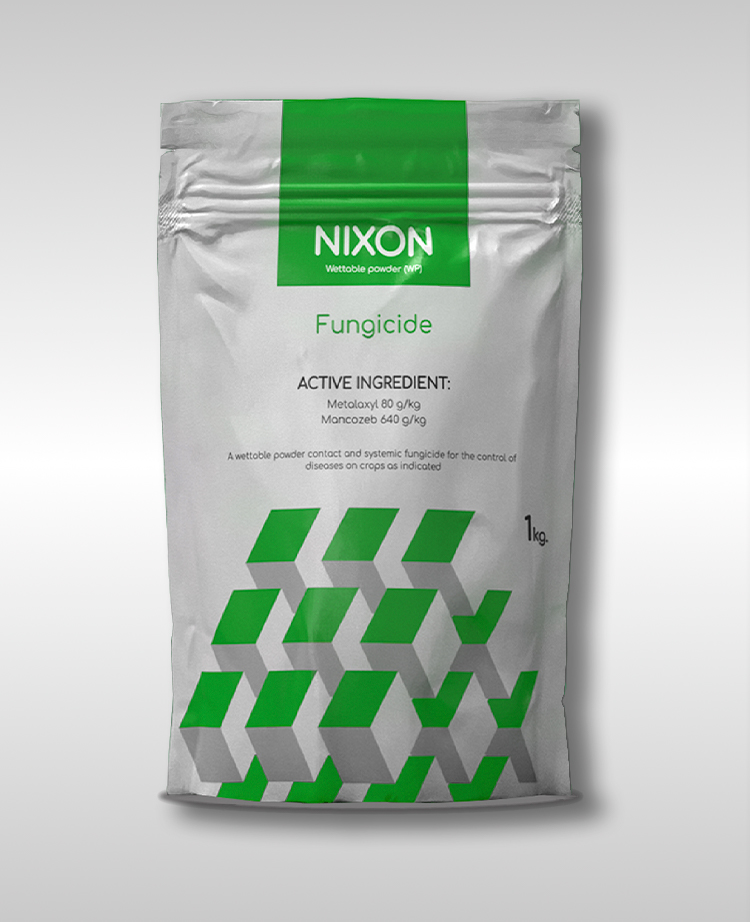 NIXON
Wettable powder (WP)
Fungicide
ACTIVE INGREDIENT:
Metalaxyl 80 g/kg
Mancozeb 640 g/kg
A wettable powder contact and systemic fungicide for the control of
diseases on crops as indicated
1kg.